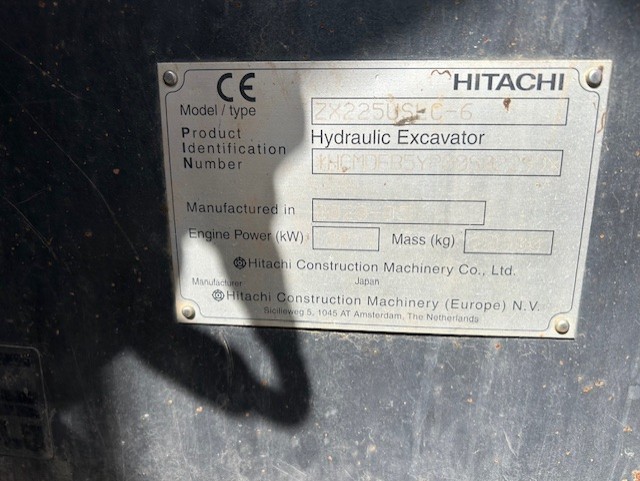 CE
HITACHI
Model / type ZX225USLC-6
Product Hydraulic Excavator
Identification
Number
Manufactured in
Engine Power (kW) Mass (kg)
Hitachi Construction Machinery Co., Ltd.
Manufacturer Japan
Hitachi Construction Machinery (Europe) N.V.
Siciliëweg 5, 1045 AT Amsterdam, The Netherlands